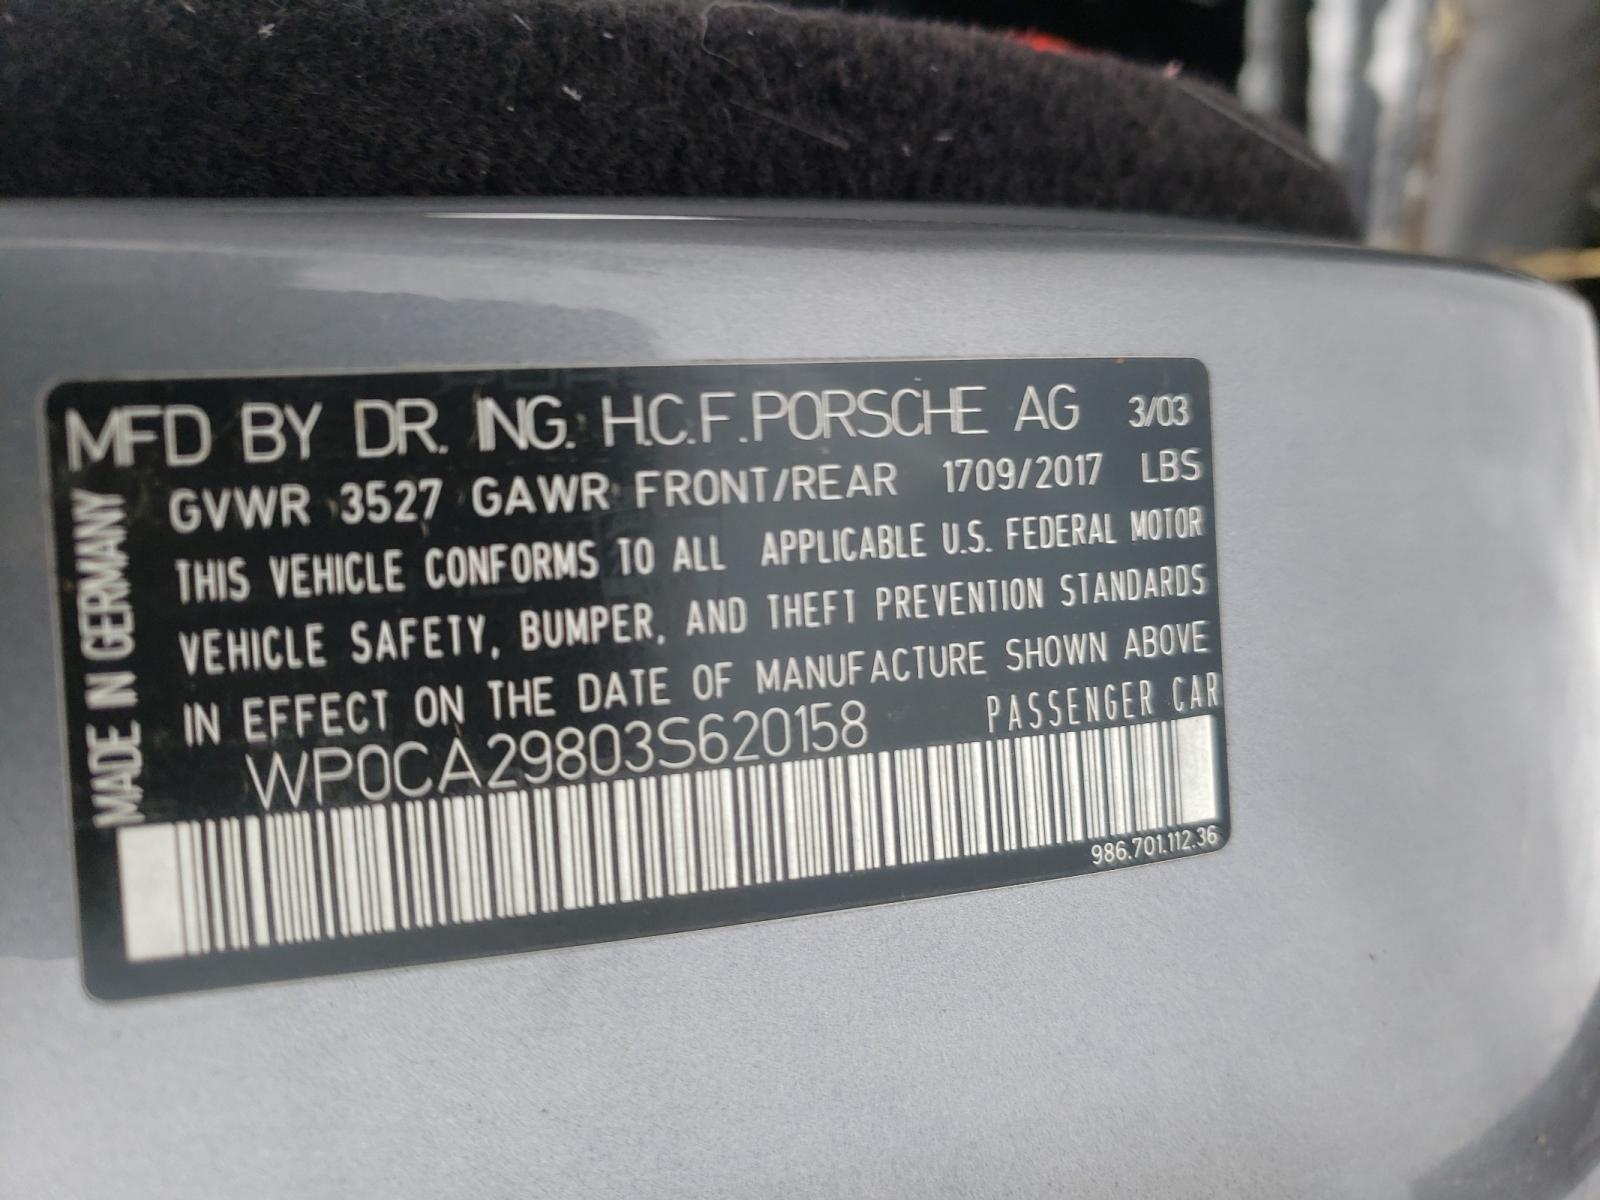 MFD BY DR. ING. H.C.F. PORSCHE AG 3/03
GVWR 3527 GAWR FRONT/REAR 1709/2017 LBS
THIS VEHICLE CONFORMS TO ALL APPLICABLE U.S. FEDERAL MOTOR
VEHICLE SAFETY, BUMPER, AND THEFT PREVENTION STANDARDS
IN EFFECT ON THE DATE OF MANUFACTURE SHOWN ABOVE
WP0CA29803S620158 PASSENGER CAR
986.701.112.36
MADE IN GERMANY